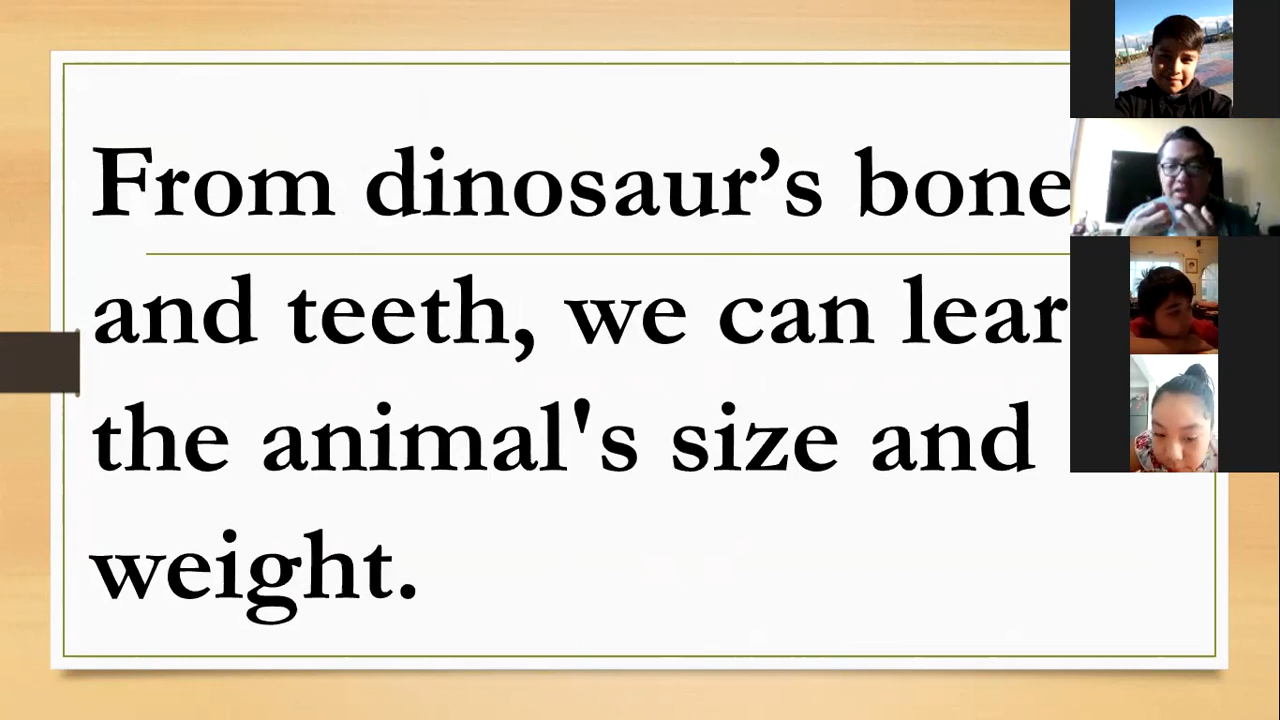 From dinosaur’s bone
and teeth, we can lear
the animal's size and
weight.